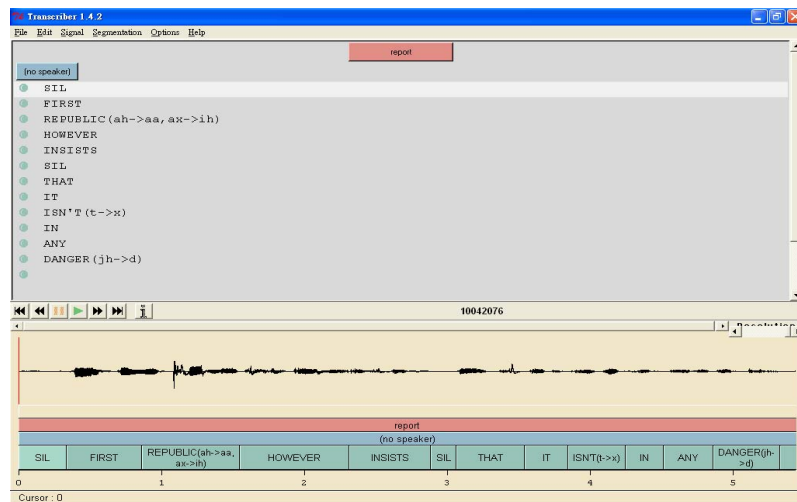 Transcriber 1.4.2
File Edit Signal Segmentation Options Help
report
(no speaker)
SIL
FIRST
REPUBLIC(ah->aa,ax->ih)
HOWEVER
INSISTS
SIL
THAT
IT
ISN'T(t->x)
IN
ANY
DANGER(jh->d)
i 10042076
Resolution
report
(no speaker)
SIL FIRST REPUBLIC(ah->aa, ax->ih) HOWEVER INSISTS SIL THAT IT ISN'T(t->x) IN ANY DANGER(jh->d)
0 1 2 3 4 5
Cursor : 0